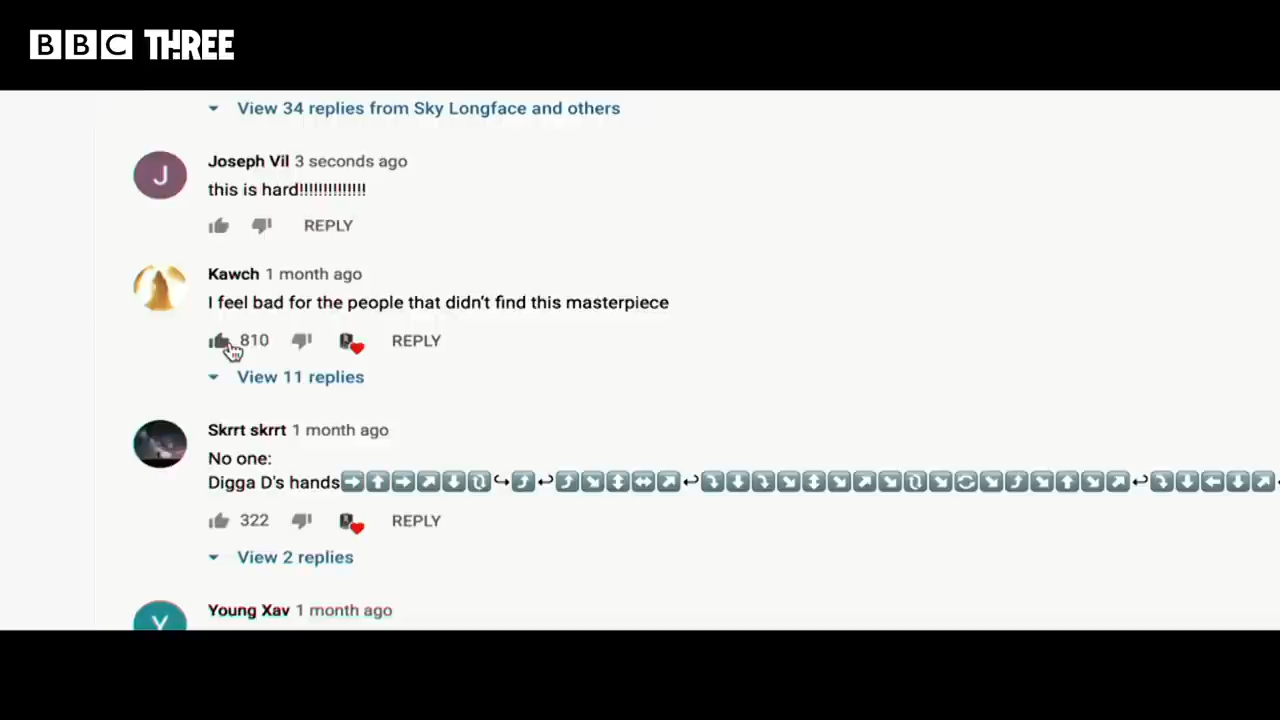 BBC THREE
View 34 replies from Sky Longface and others
Joseph Vil 3 seconds ago
J
this is hard!!!!!!!!!!!!!!
REPLY
Kawch 1 month ago
I feel bad for the people that didn't find this masterpiece
810 REPLY
View 11 replies
Skrrt skrrt 1 month ago
No one:
Digga D's hands➡️⬆️➡️↗️⬇️🔃↪⤴️↩⤴️↘️↕️↔️↗️↩⤵️⬇️⤵️↘️↕️↘️↗️↘️🔃↘️🔄↘️⤴️↘️⬆️↘️↗️↩⤵️⬇️⬅️⬇️↗️
322 REPLY
View 2 replies
Young Xav 1 month ago
Y